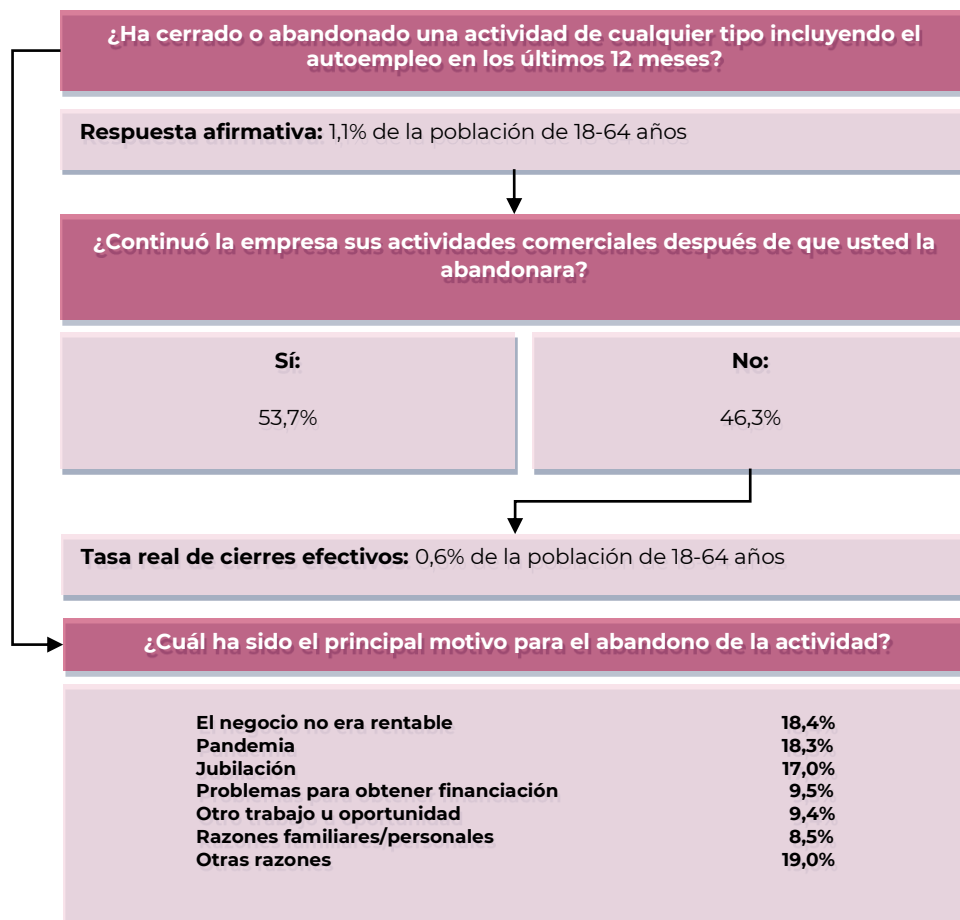 ¿Ha cerrado o abandonado una actividad de cualquier tipo incluyendo el
autoempleo en los últimos 12 meses?
Respuesta afirmativa: 1,1% de la población de 18-64 años
¿Continuó la empresa sus actividades comerciales después de que usted la
abandonara?
Sí:
53,7%
No:
46,3%
Tasa real de cierres efectivos: 0,6% de la población de 18-64 años
¿Cuál ha sido el principal motivo para el abandono de la actividad?
El negocio no era rentable 18,4%
Pandemia 18,3%
Jubilación 17,0%
Problemas para obtener financiación 9,5%
Otro trabajo u oportunidad 9,4%
Razones familiares/personales 8,5%
Otras razones 19,0%